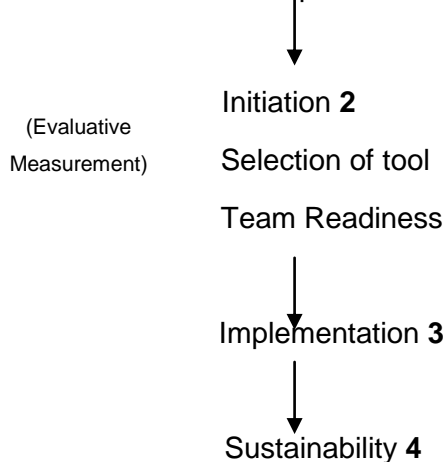 Initiation 2
(Evaluative
Measurement)
Selection of tool
Team Readiness
Implementation 3
Sustainability 4